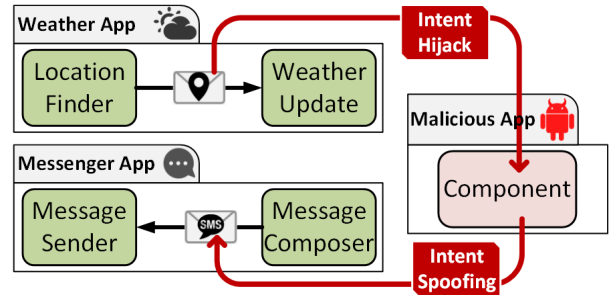 Weather App
Location
Finder
Weather
Update
Intent
Hijack
Malicious App
Component
Messenger App
Message
Sender
SMS
Message
Composer
Intent
Spoofing